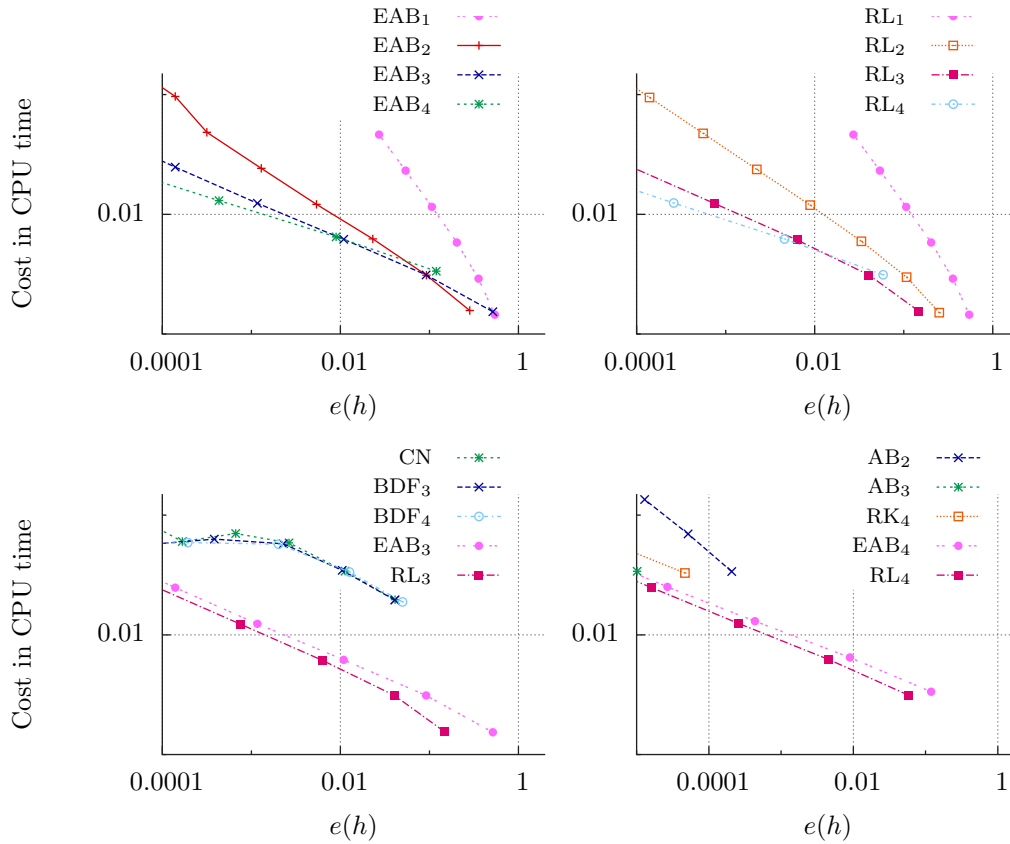 EAB₁
EAB₂
EAB₃
EAB₄
Cost in CPU time
0.01
0.0001 0.01 1
e(h)
RL₁
RL₂
RL₃
RL₄
0.01
0.0001 0.01 1
e(h)
CN
BDF₃
BDF₄
EAB₃
RL₃
Cost in CPU time
0.01
0.0001 0.01 1
e(h)
AB₂
AB₃
RK₄
EAB₄
RL₄
0.01
0.0001 0.01 1
e(h)